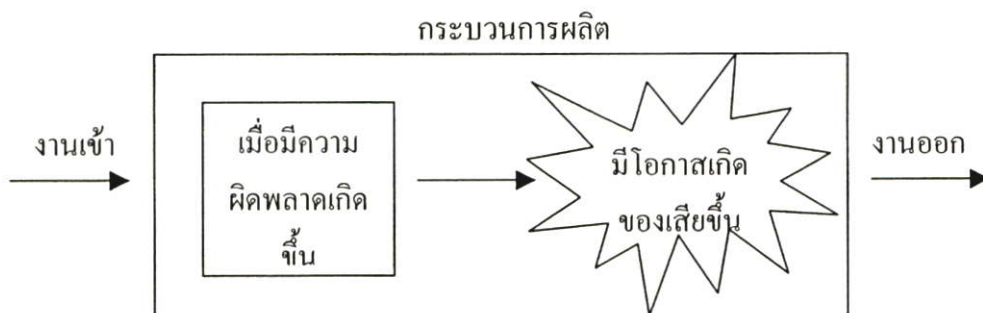 กระบวนการผลิต
งานเข้า
เมื่อมีความ
ผิดพลาดเกิด
ขึ้น
มีโอกาสเกิด
ของเสียขึ้น
งานออก